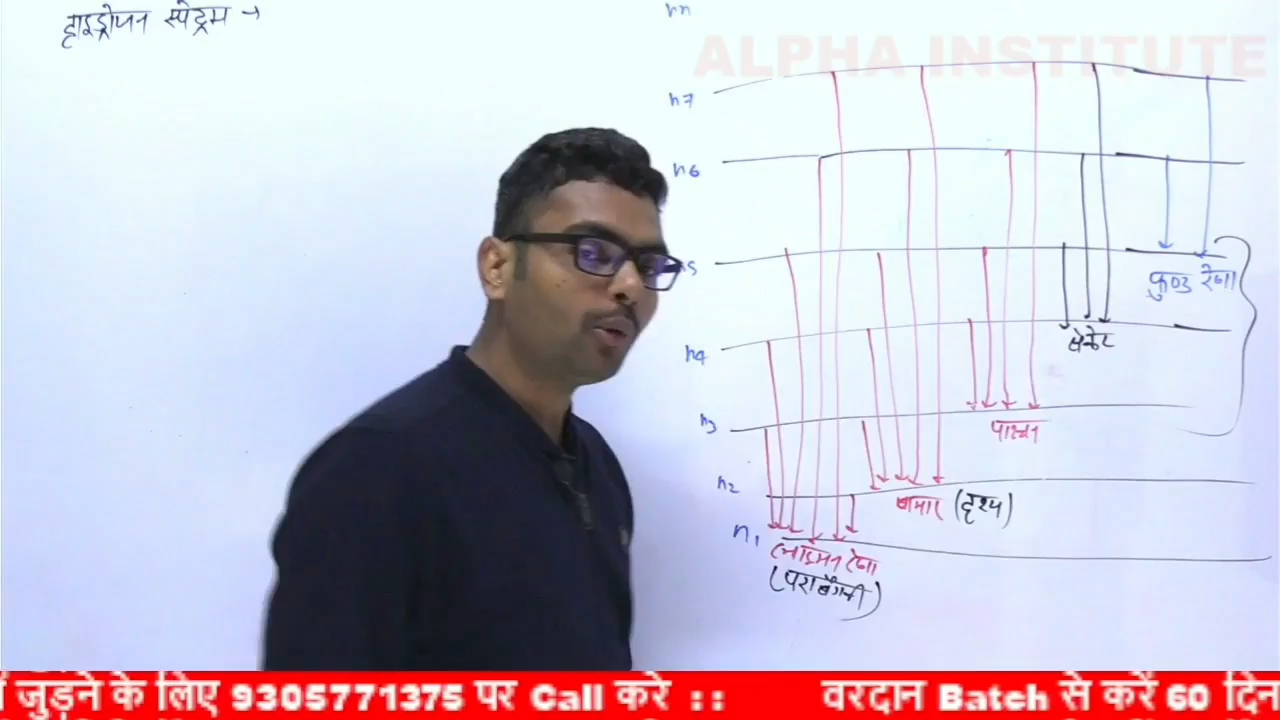 हाइड्रोजन स्पेट्रम →
nn
ALPHA INSTITUTE
n7
n6
n5
फुण्ड रेखा
n4
ब्रेकेट
n3
पाश्चन
n2
बामर (दृश्य)
n1
लाइमन रेखा
(पराबैंगनी)
में जुड़ने के लिए 9305771375 पर Call करे :: वरदान Batch से करें 60 दिन